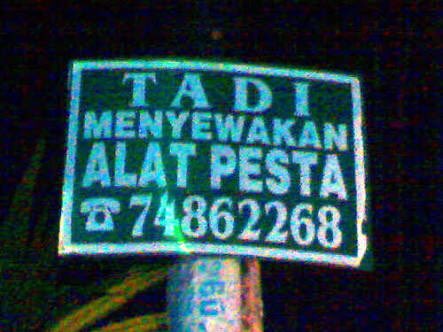 TADI
MENYEWAKAN
ALAT PESTA
☎ 74862268